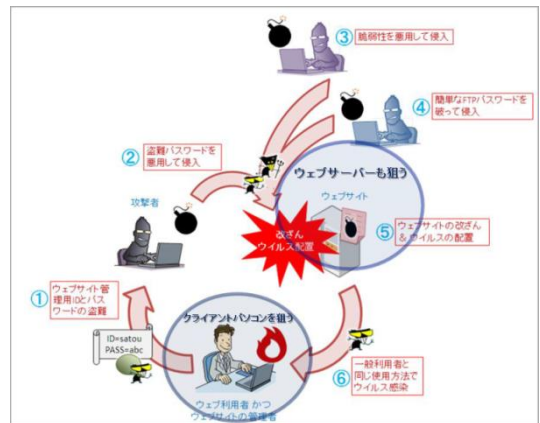 ③
脆弱性を悪用して侵入
④
簡単なFTPパスワードを
破って侵入
②
盗難パスワードを
悪用して侵入
ウェブサーバーも狙う
ウェブサイト
攻撃者
改ざん
ウイルス配置
⑤
ウェブサイトの改ざん
&ウイルスの配置
①
ウェブサイト管
理用IDとパス
ワードの盗難
クライアントパソコンを狙う
ID=satou
PASS=abc
⑥
一般利用者と
同じ使用方法で
ウイルス感染
ウェブ利用者 かつ
ウェブサイトの管理者